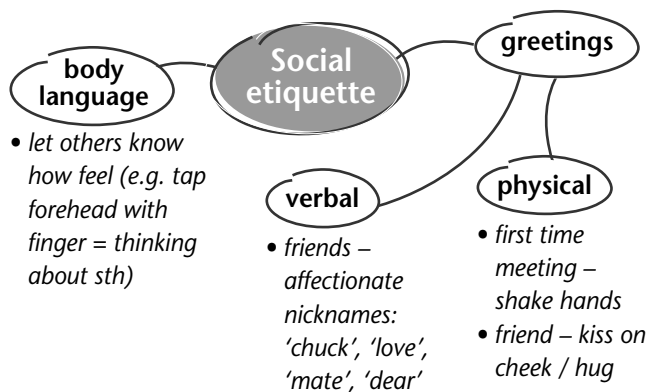 Social
etiquette
greetings
body
language
• let others know
how feel (e.g. tap
forehead with
finger = thinking
about sth)
verbal
• friends –
affectionate
nicknames:
‘chuck’, ‘love’,
‘mate’, ‘dear’
physical
• first time
meeting –
shake hands
• friend – kiss on
cheek / hug